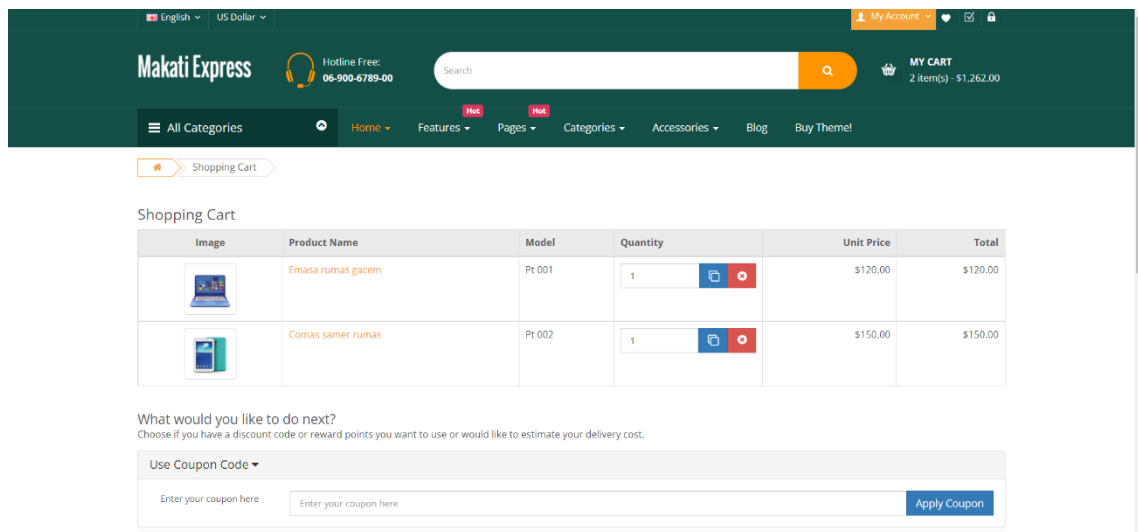 English US Dollar My Account
Makati Express
Hotline Free:
06-900-6789-00
Search
MY CART
2 item(s) - $1,262.00
Hot Hot
All Categories Home Features Pages Categories Accessories Blog Buy Theme!
Shopping Cart
Shopping Cart
Image Product Name Model Quantity Unit Price Total
Emasa rumas gacem Pt 001 1 $120.00 $120.00
Comas samer rumas Pt 002 1 $150.00 $150.00
What would you like to do next?
Choose if you have a discount code or reward points you want to use or would like to estimate your delivery cost.
Use Coupon Code
Enter your coupon here Enter your coupon here Apply Coupon